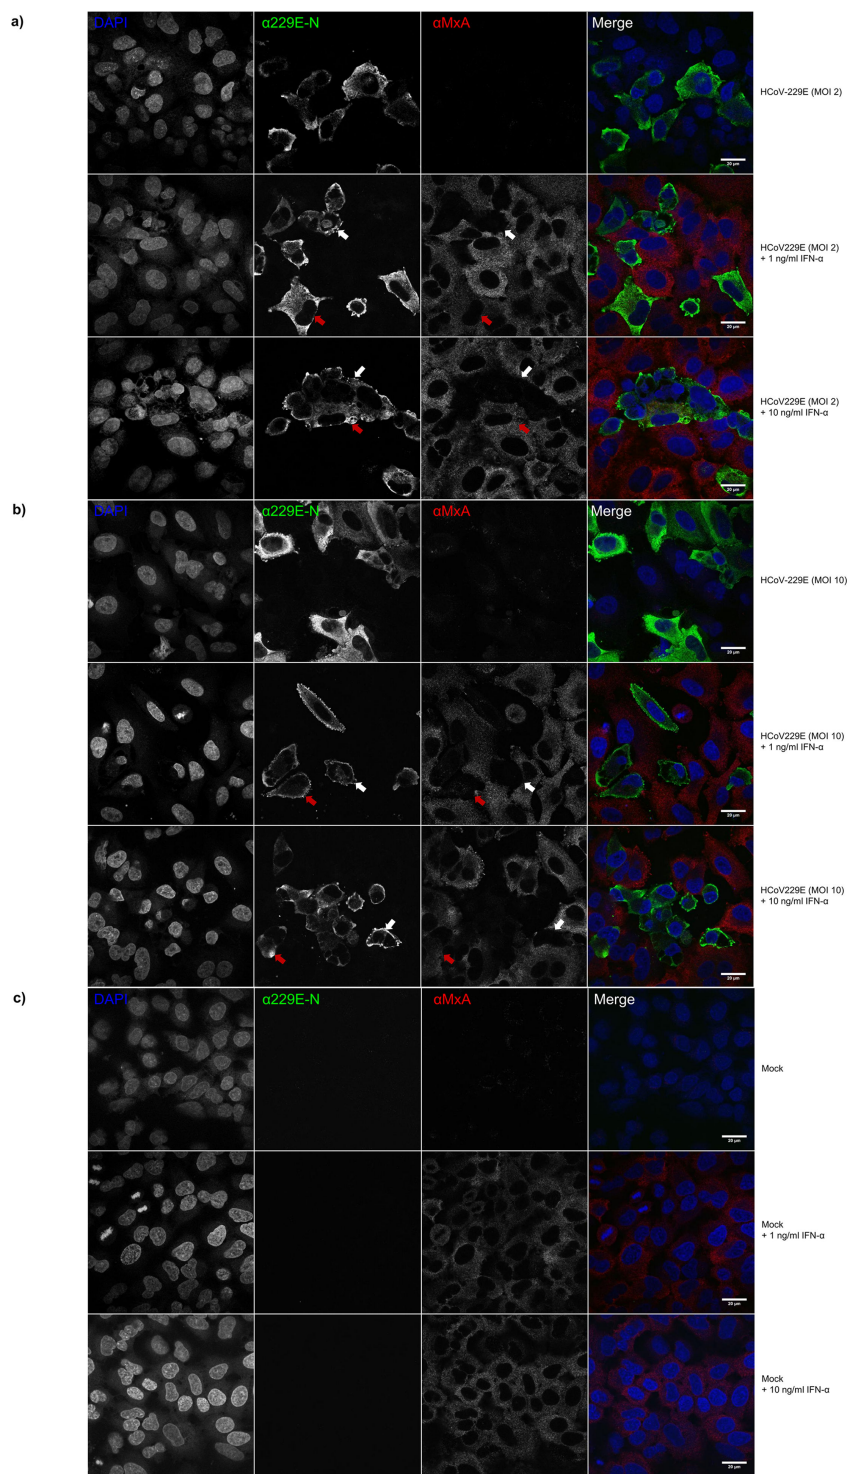 a) DAPI α229E-N αMxA Merge
HCoV-229E (MOI 2)
20 µm
HCoV229E (MOI 2)
+ 1 ng/ml IFN-α
20 µm
HCoV229E (MOI 2)
+ 10 ng/ml IFN-α
20 µm
b) DAPI α229E-N αMxA Merge
HCoV-229E (MOI 10)
20 µm
HCoV229E (MOI 10)
+ 1 ng/ml IFN-α
20 µm
HCoV229E (MOI 10)
+ 10 ng/ml IFN-α
20 µm
c) DAPI α229E-N αMxA Merge
Mock
20 µm
Mock
+ 1 ng/ml IFN-α
20 µm
Mock
+ 10 ng/ml IFN-α
20 µm